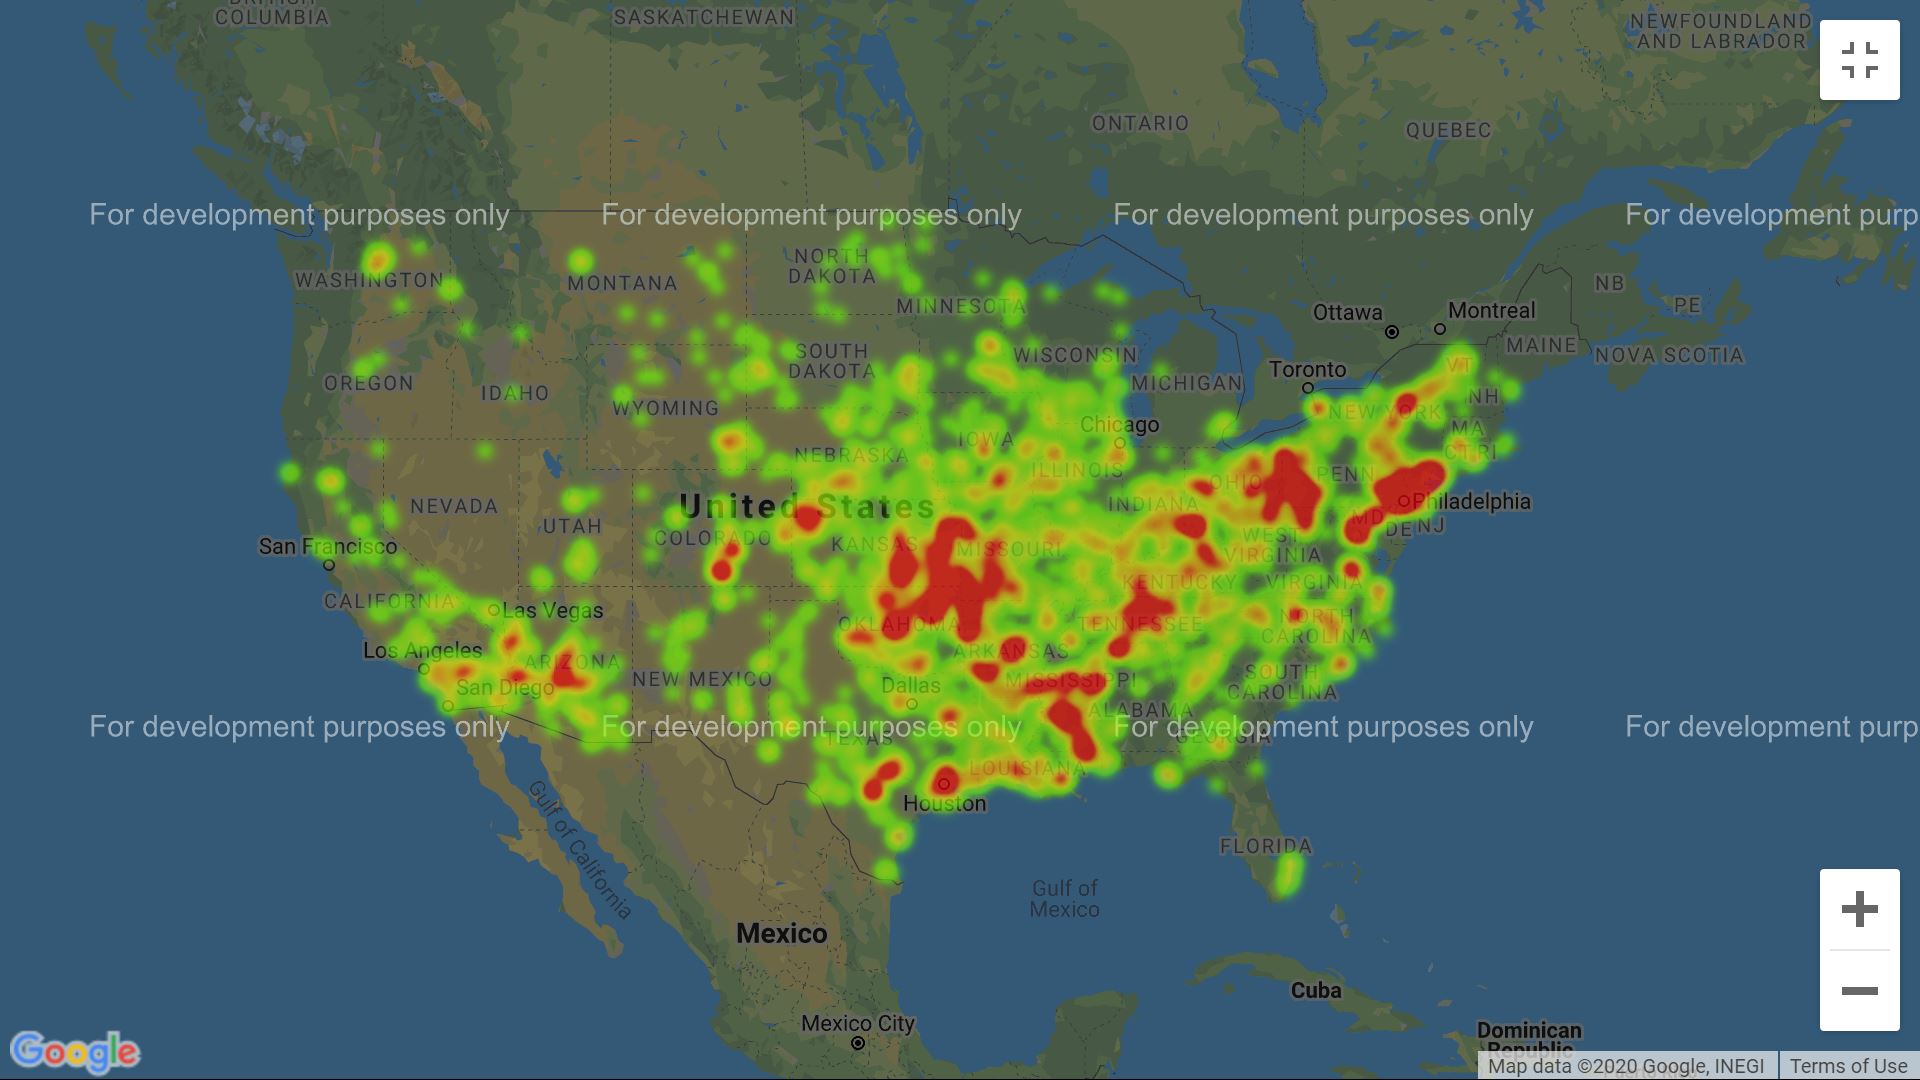 BRITISH
COLUMBIA
SASKATCHEWAN
NEWFOUNDLAND
AND LABRADOR
ONTARIO
QUEBEC
For development purposes only
For development purposes only
For development purposes only
For development purp
WASHINGTON
MONTANA
NORTH
DAKOTA
MINNESOTA
NB
PE
Ottawa
Montreal
MAINE
NOVA SCOTIA
OREGON
IDAHO
WYOMING
SOUTH
DAKOTA
WISCONSIN
MICHIGAN
Toronto
VT
NH
NEW YORK
MA
CT
RI
Chicago
IOWA
NEBRASKA
ILLINOIS
INDIANA
OHIO
PENN
Philadelphia
MD
DE
NJ
NEVADA
UTAH
United States
COLORADO
KANSAS
MISSOURI
WEST
VIRGINIA
KENTUCKY
VIRGINIA
San Francisco
CALIFORNIA
Las Vegas
OKLAHOMA
TENNESSEE
NORTH
CAROLINA
Los Angeles
ARIZONA
NEW MEXICO
ARKANSAS
SOUTH
CAROLINA
San Diego
Dallas
MISSISSIPPI
ALABAMA
For development purposes only
For development purposes only
For development purposes only
For development purp
TEXAS
GEORGIA
LOUISIANA
Houston
Gulf of California
FLORIDA
Gulf of
Mexico
Mexico
Cuba
Mexico City
Dominican
Republic
Puerto Rico
Google
Map data ©2020 Google, INEGI
Terms of Use